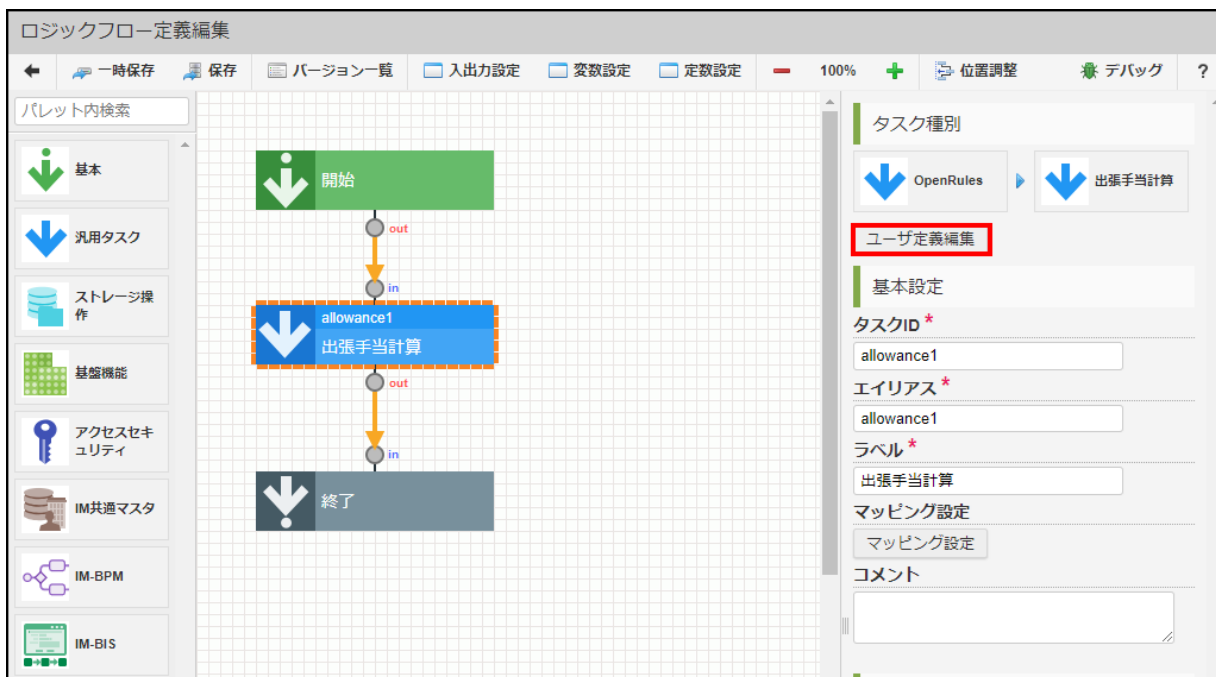 ロジックフロー定義編集
一時保存 保存 バージョン一覧 入出力設定 変数設定 定数設定 100% 位置調整 デバッグ ?
パレット内検索
基本
汎用タスク
ストレージ操
作
基盤機能
アクセスセキ
ュリティ
IM共通マスタ
IM-BPM
IM-BIS
開始
out
in
allowance1
出張手当計算
out
in
終了
タスク種別
OpenRules 出張手当計算
ユーザ定義編集
基本設定
タスクID *
allowance1
エイリアス *
allowance1
ラベル *
出張手当計算
マッピング設定
マッピング設定
コメント